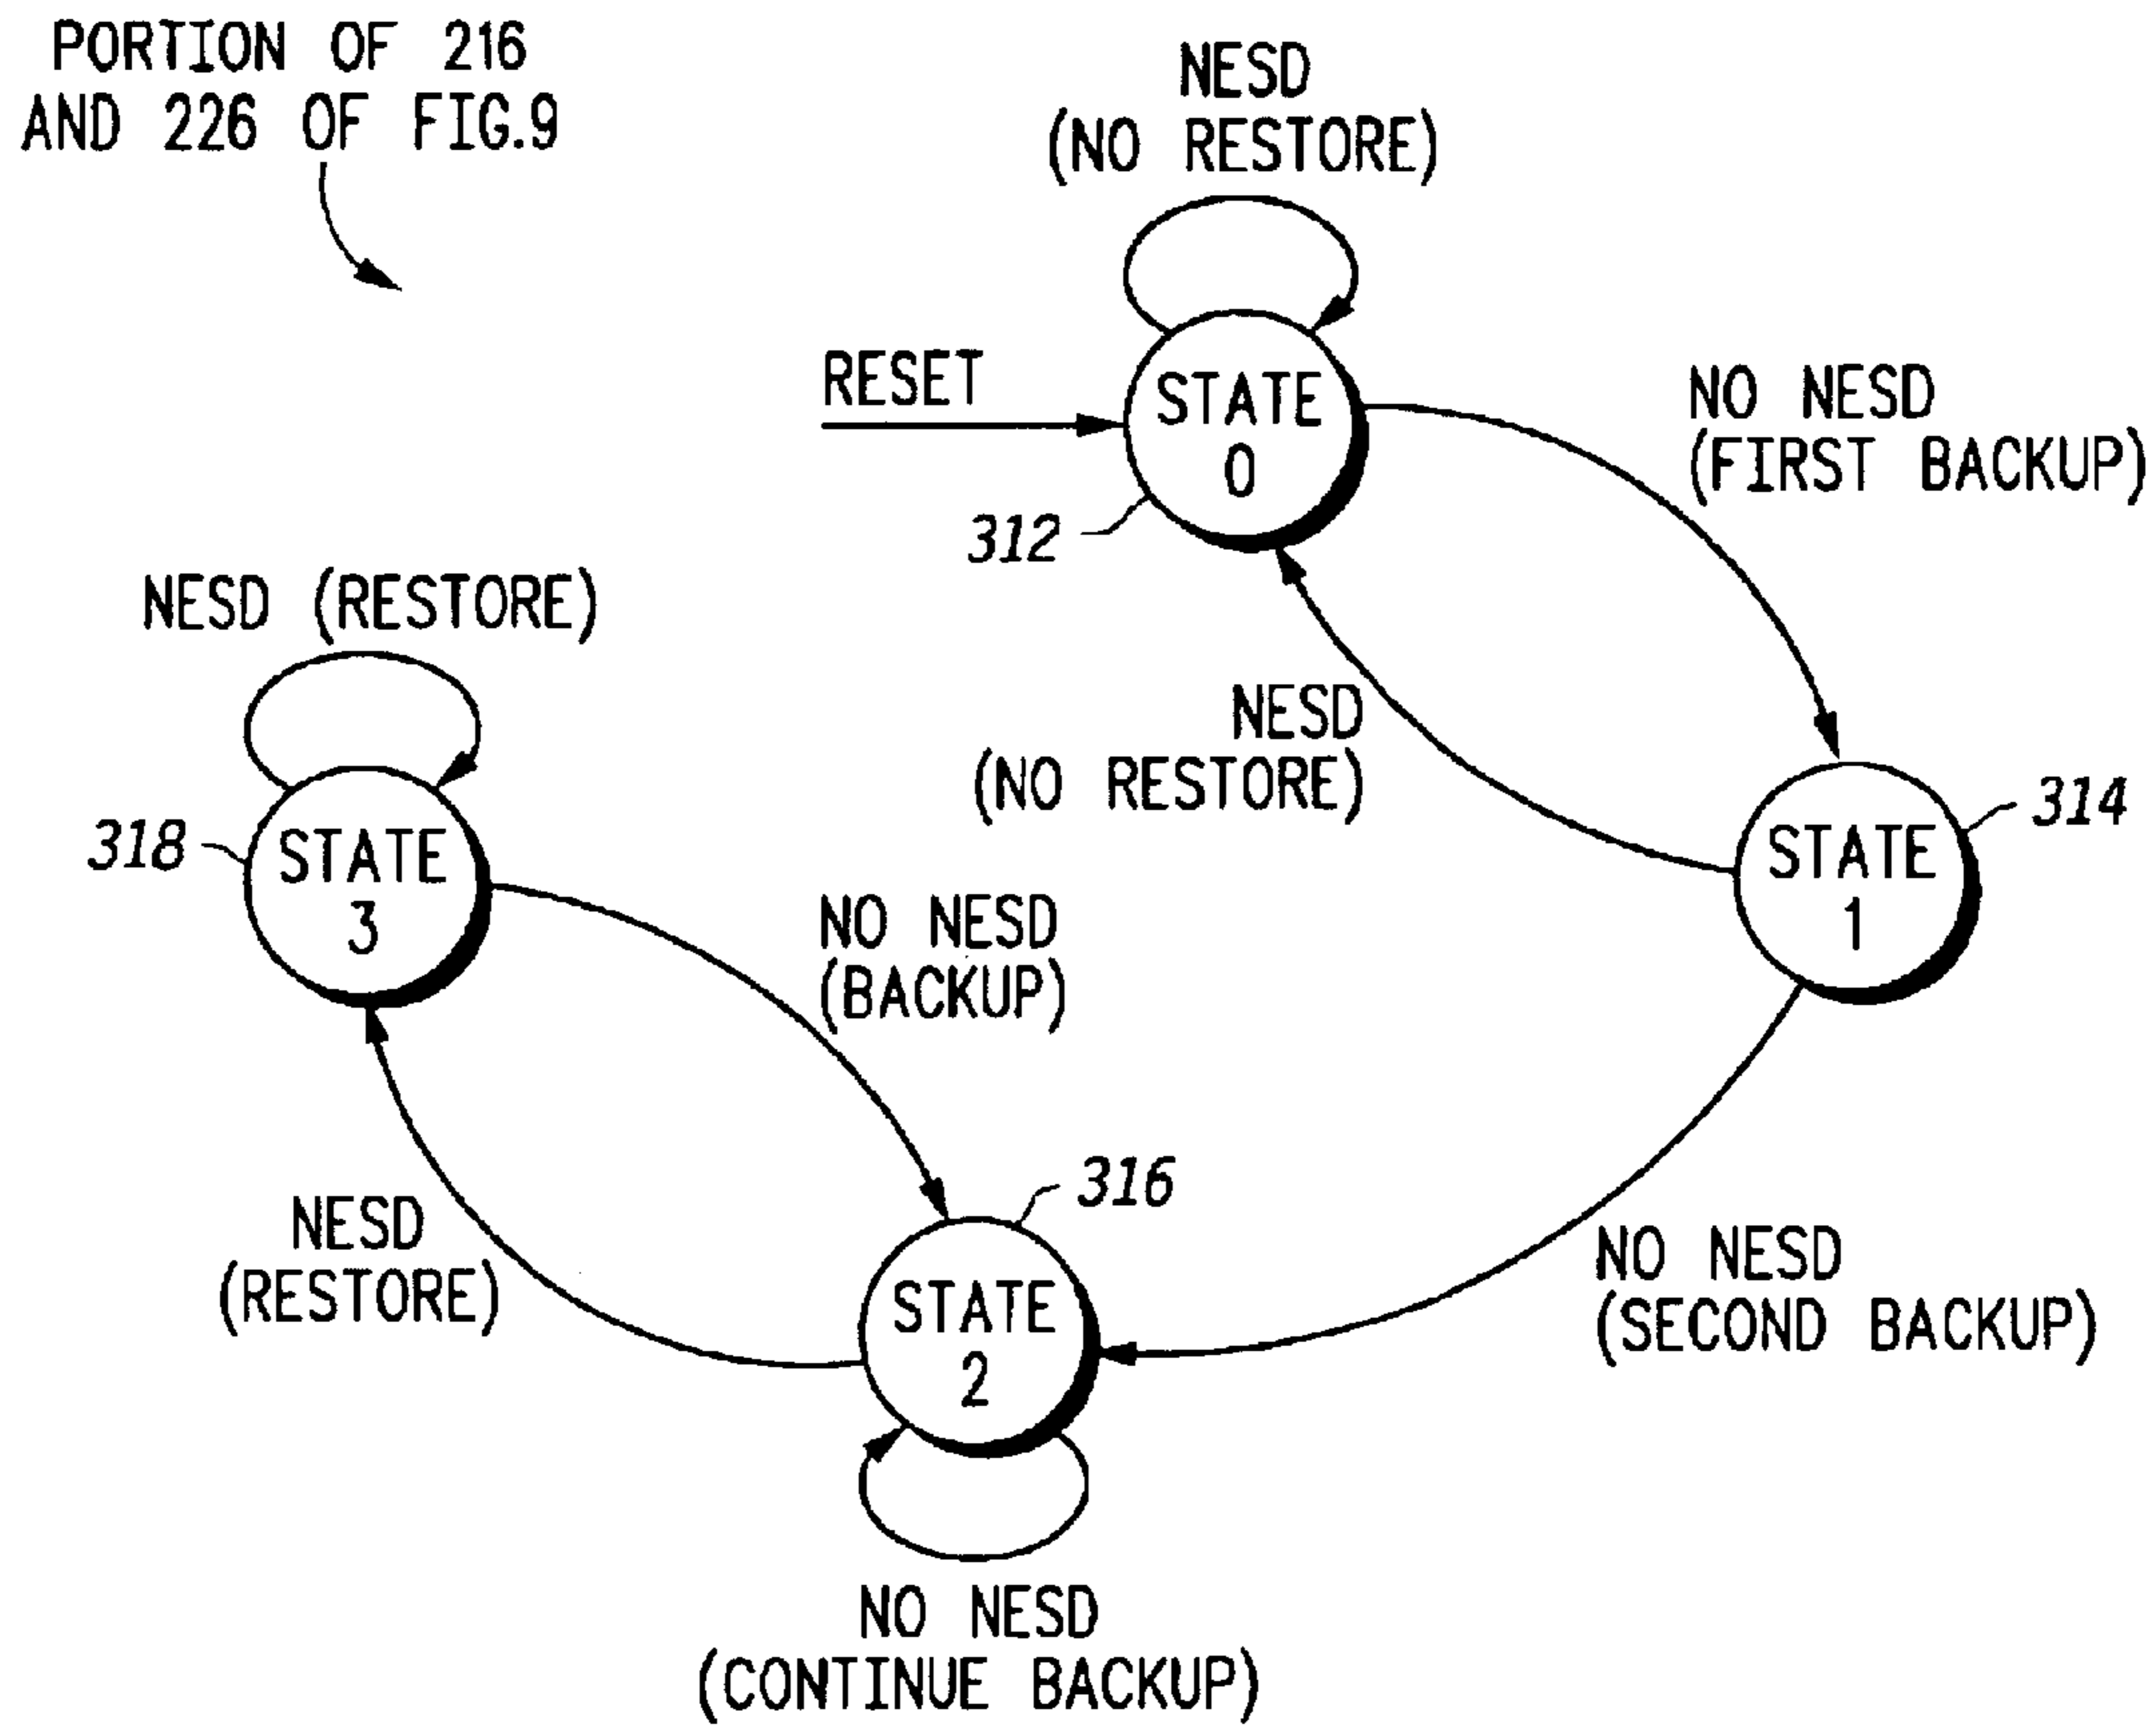 PORTION OF 216
AND 226 OF FIG.9
NESD
(NO RESTORE)
RESET
STATE
0
312
NO NESD
(FIRST BACKUP)
NESD (RESTORE)
NESD
(NO RESTORE)
STATE
1
314
318
STATE
3
NO NESD
(BACKUP)
316
NESD
(RESTORE)
STATE
2
NO NESD
(SECOND BACKUP)
NO NESD
(CONTINUE BACKUP)